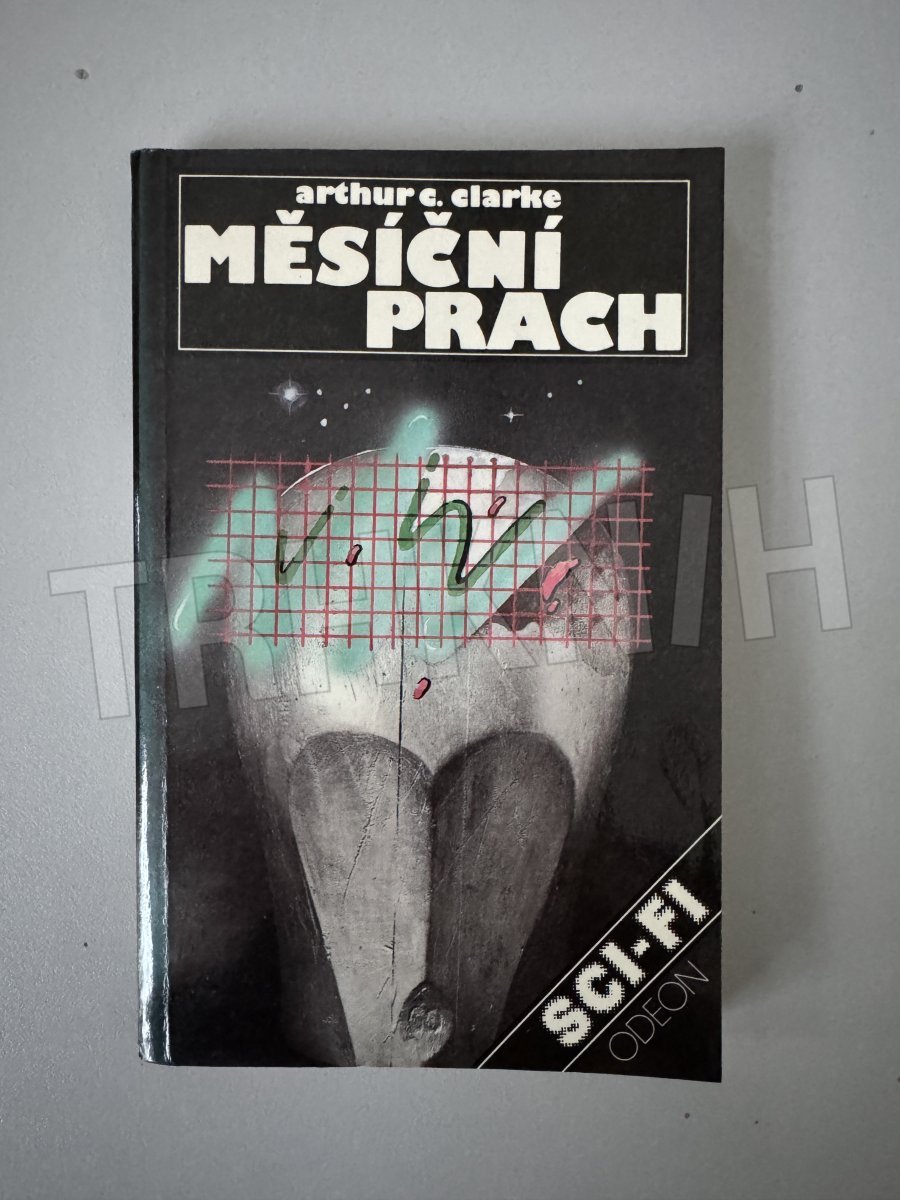 arthur c. clarke
MĚSÍČNÍ
PRACH
SCI-FI
ODEON